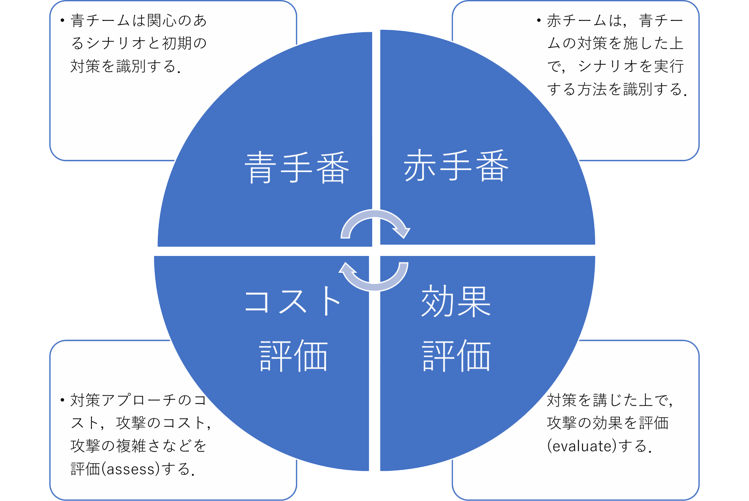 ・青チームは関心のあ
るシナリオと初期の
対策を識別する．
・赤チームは，青チー
ムの対策を施した上
で，シナリオを実行
する方法を識別する．
青手番
赤手番
コスト
評価
効果
評価
・対策アプローチのコ
スト，攻撃のコスト，
攻撃の複雑さなどを
評価(assess)する．
対策を講じた上で，
攻撃の効果を評価
(evaluate)する．